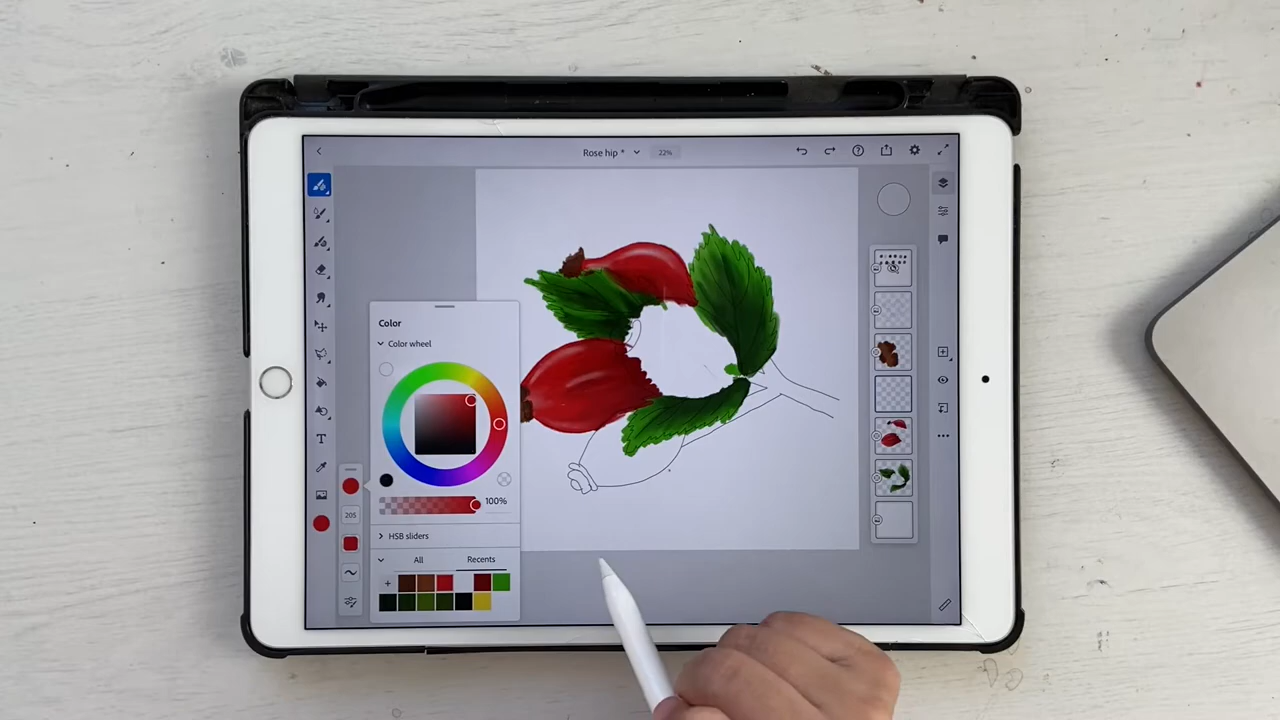 Rose hip *
22%
Color
Color wheel
100%
205
HSB sliders
All Recents